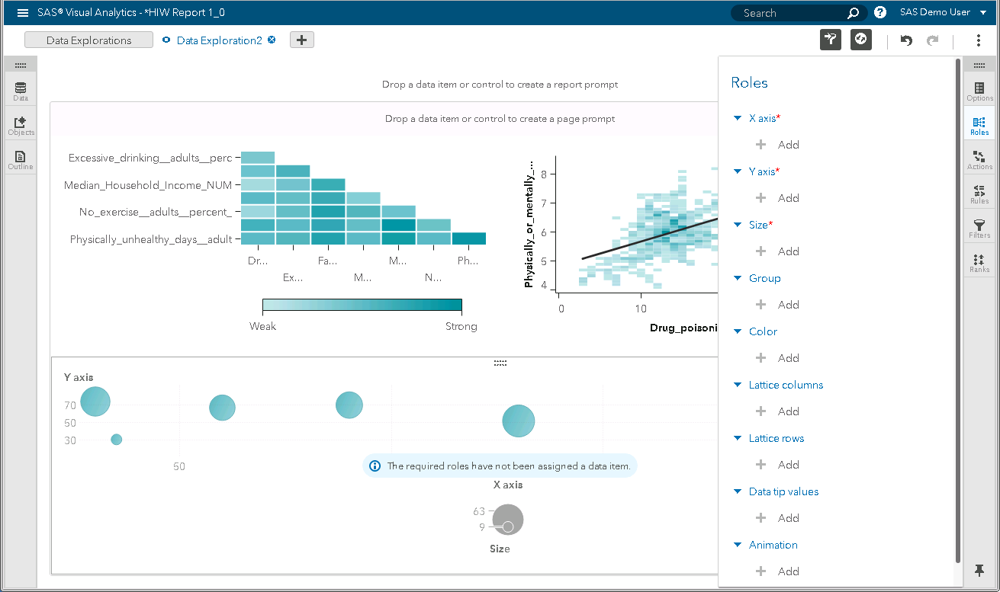 SAS® Visual Analytics - *HIW Report 1_0
Search
SAS Demo User
Data Explorations
Data Exploration2
Data
Objects
Outline
Drop a data item or control to create a report prompt
Drop a data item or control to create a page prompt
Excessive_drinking__adults__perc
Median_Household_Income_NUM
No_exercise__adults__percent_
Physically_unhealthy_days__adult
Dr...
Fa...
M...
Ph...
Ex...
M...
N...
Weak
Strong
Physically_or_mentally_...
8
7
6
5
4
0
10
Drug_poisoni
Y axis
70
50
30
50
The required roles have not been assigned a data item.
X axis
63
9
Size
Roles
X axis*
Add
Y axis*
Add
Size*
Add
Group
Add
Color
Add
Lattice columns
Add
Lattice rows
Add
Data tip values
Add
Animation
Add
Options
Roles
Actions
Rules
Filters
Ranks